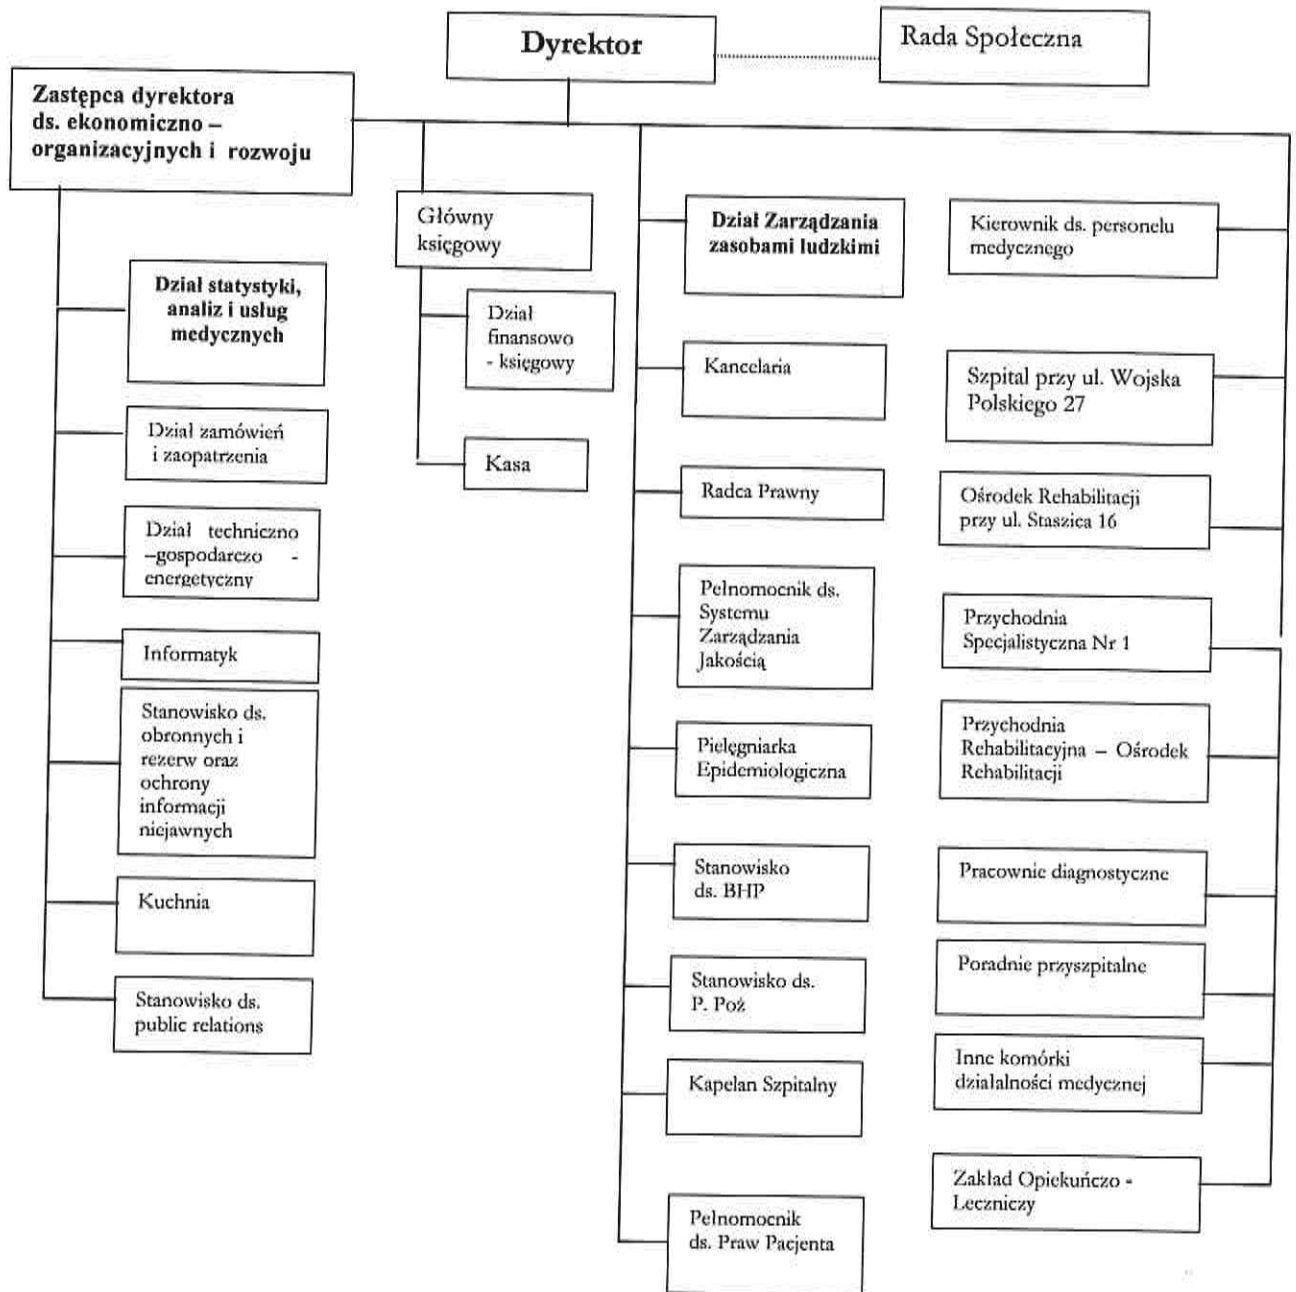 Dyrektor
Rada Społeczna
Zastępca dyrektora
ds. ekonomiczno –
organizacyjnych i rozwoju
Główny
księgowy
Dział Zarządzania
zasobami ludzkimi
Kierownik ds. personelu
medycznego
Dział statystyki,
analiz i usług
medycznych
Dział
finansowo
- księgowy
Kancelaria
Szpital przy ul. Wojska
Polskiego 27
Dział zamówień
i zaopatrzenia
Kasa
Radca Prawny
Ośrodek Rehabilitacji
przy ul. Staszica 16
Dział techniczno
–gospodarczo -
energetyczny
Pełnomocnik ds.
Systemu
Zarządzania
Jakością
Przychodnia
Specjalistyczna Nr 1
Informatyk
Stanowisko ds.
obronnych i
rezerw oraz
ochrony
informacji
niejawnych
Pielęgniarka
Epidemiologiczna
Przychodnia
Rehabilitacyjna – Ośrodek
Rehabilitacji
Kuchnia
Stanowisko
ds. BHP
Pracownie diagnostyczne
Stanowisko ds.
public relations
Stanowisko ds.
P. Poż
Poradnie przyszpitalne
Kapelan Szpitalny
Inne komórki
działalności medycznej
Pełnomocnik
ds. Praw Pacjenta
Zakład Opiekuńczo -
Leczniczy